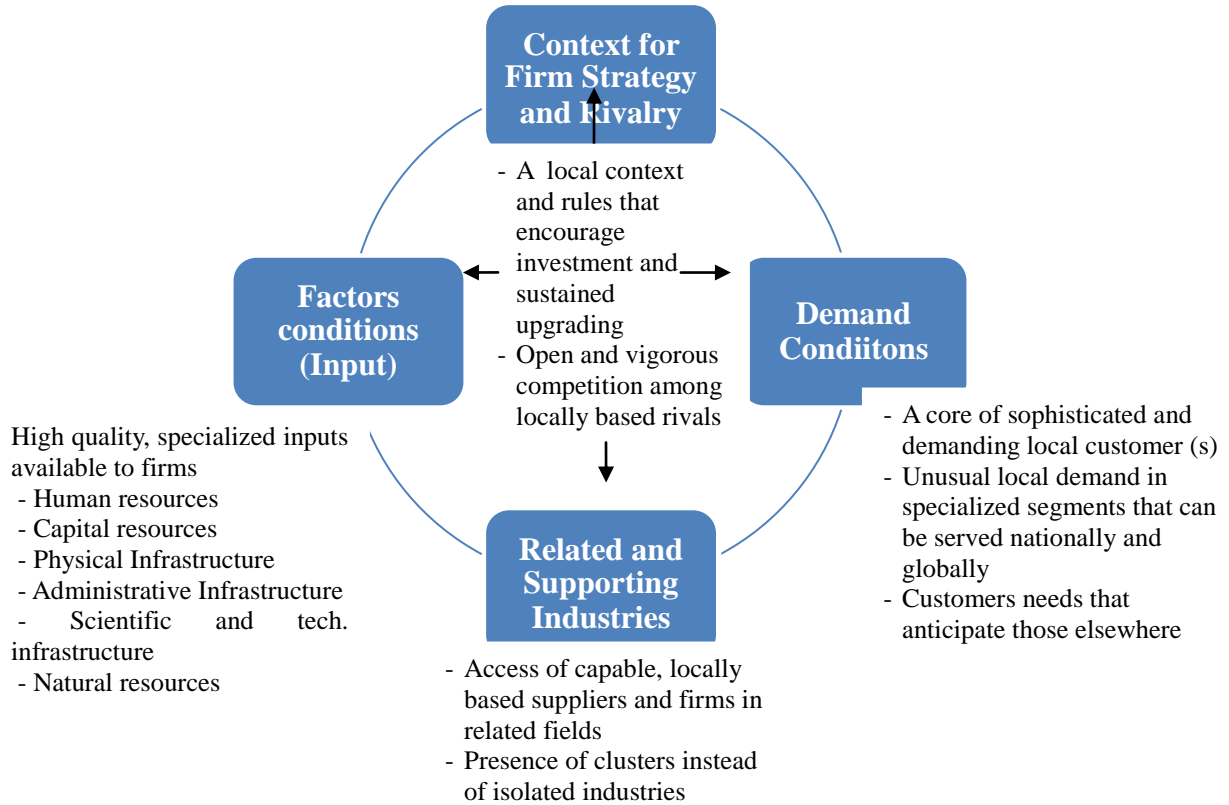 Context for
Firm Strategy
and Rivalry
- A local context
and rules that
encourage
investment and
sustained
upgrading
- Open and vigorous
competition among
locally based rivals
Factors
conditions
(Input)
Demand
Condiitons
High quality, specialized inputs
available to firms
- Human resources
- Capital resources
- Physical Infrastructure
- Administrative Infrastructure
- Scientific and tech.
infrastructure
- Natural resources
- A core of sophisticated and
demanding local customer (s)
- Unusual local demand in
specialized segments that can
be served nationally and
globally
- Customers needs that
anticipate those elsewhere
Related and
Supporting
Industries
- Access of capable, locally
based suppliers and firms in
related fields
- Presence of clusters instead
of isolated industries